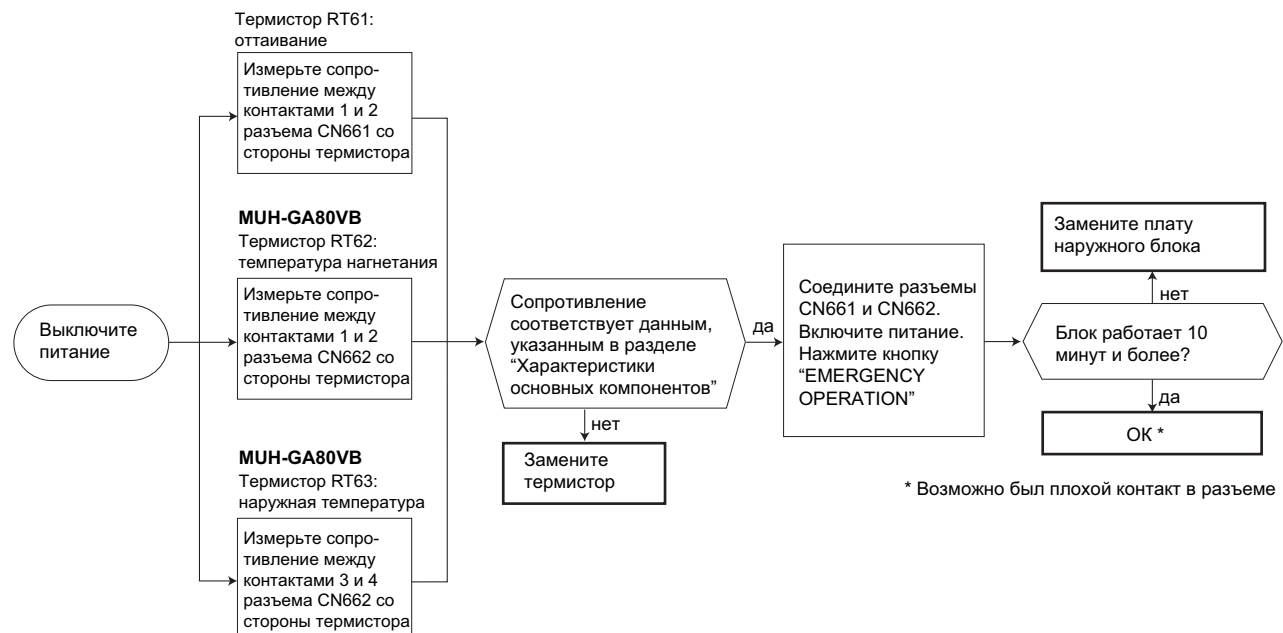 Термистор RT61:
оттаивание
Измерьте сопро-
тивление между
контактами 1 и 2
разъема CN661 со
стороны термистора
MUH-GA80VB
Термистор RT62:
температура нагнетания
Измерьте сопро-
тивление между
контактами 1 и 2
разъема CN662 со
стороны термистора
MUH-GA80VB
Термистор RT63:
наружная температура
Измерьте сопро-
тивление между
контактами 3 и 4
разъема CN662 со
стороны термистора
Выключите
питание
Сопротивление
соответствует данным,
указанным в разделе
“Характеристики
основных компонентов”
да
нет
Замените
термистор
Соедините разъемы
CN661 и CN662.
Включите питание.
Нажмите кнопку
“EMERGENCY
OPERATION”
Замените плату
наружного блока
нет
Блок работает 10
минут и более?
да
ОК *
* Возможно был плохой контакт в разъеме